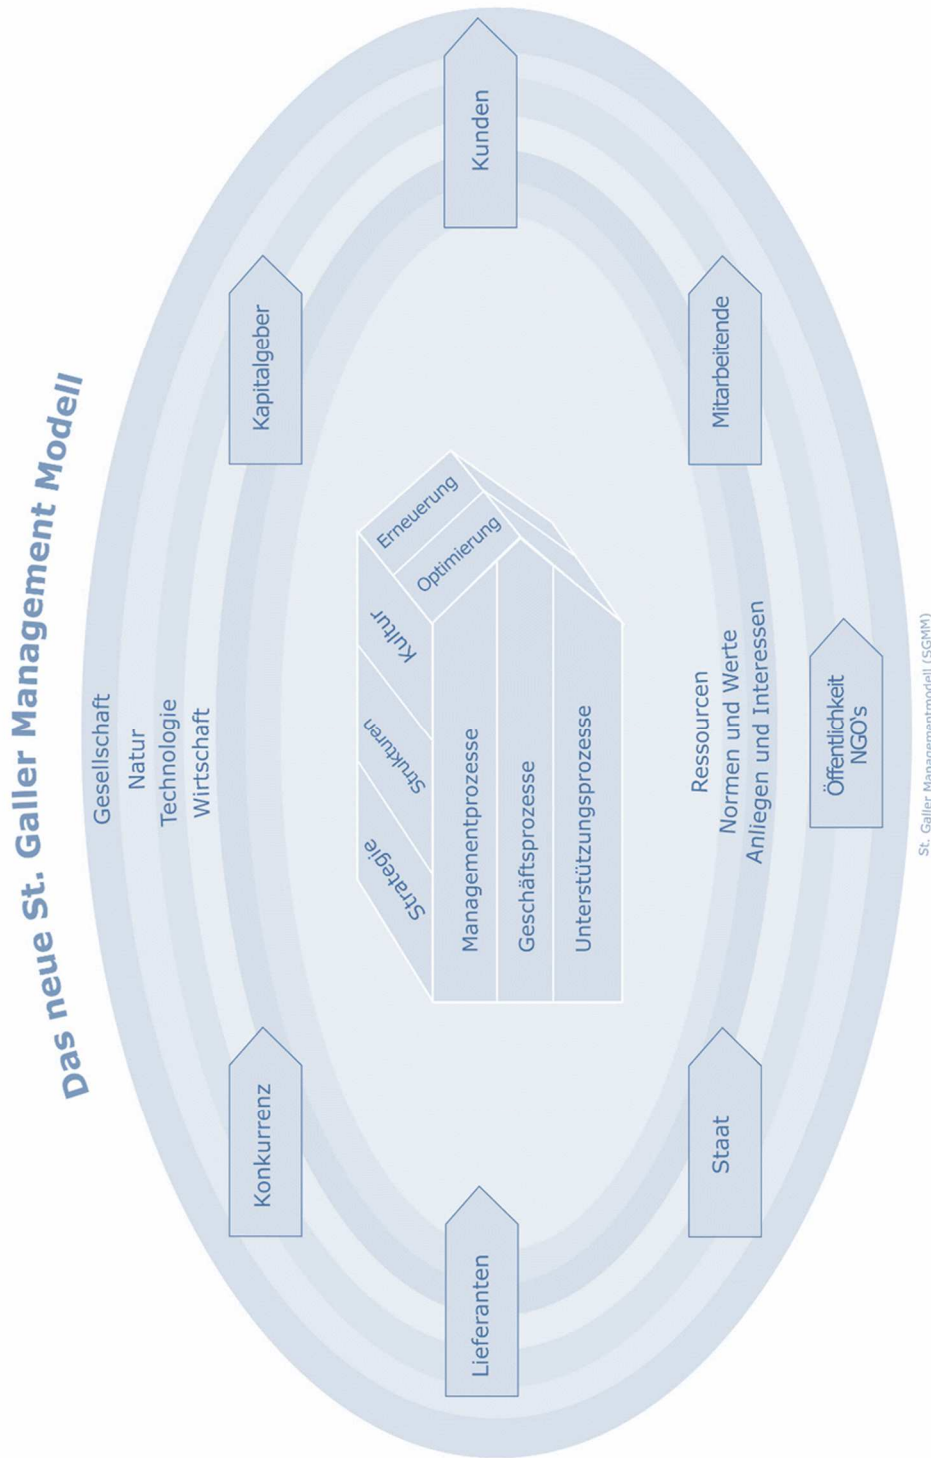 Das neue St. Galler Management Modell
Gesellschaft
Natur
Technologie
Wirtschaft
Konkurrenz
Kapitalgeber
Lieferanten
Kunden
Strategie
Strukturen
Kultur
Erneuerung
Optimierung
Managementprozesse
Geschäftsprozesse
Unterstützungsprozesse
Ressourcen
Normen und Werte
Anliegen und Interessen
Staat
Mitarbeitende
Öffentlichkeit
NGO's
St. Galler Managementmodell (SGMM)